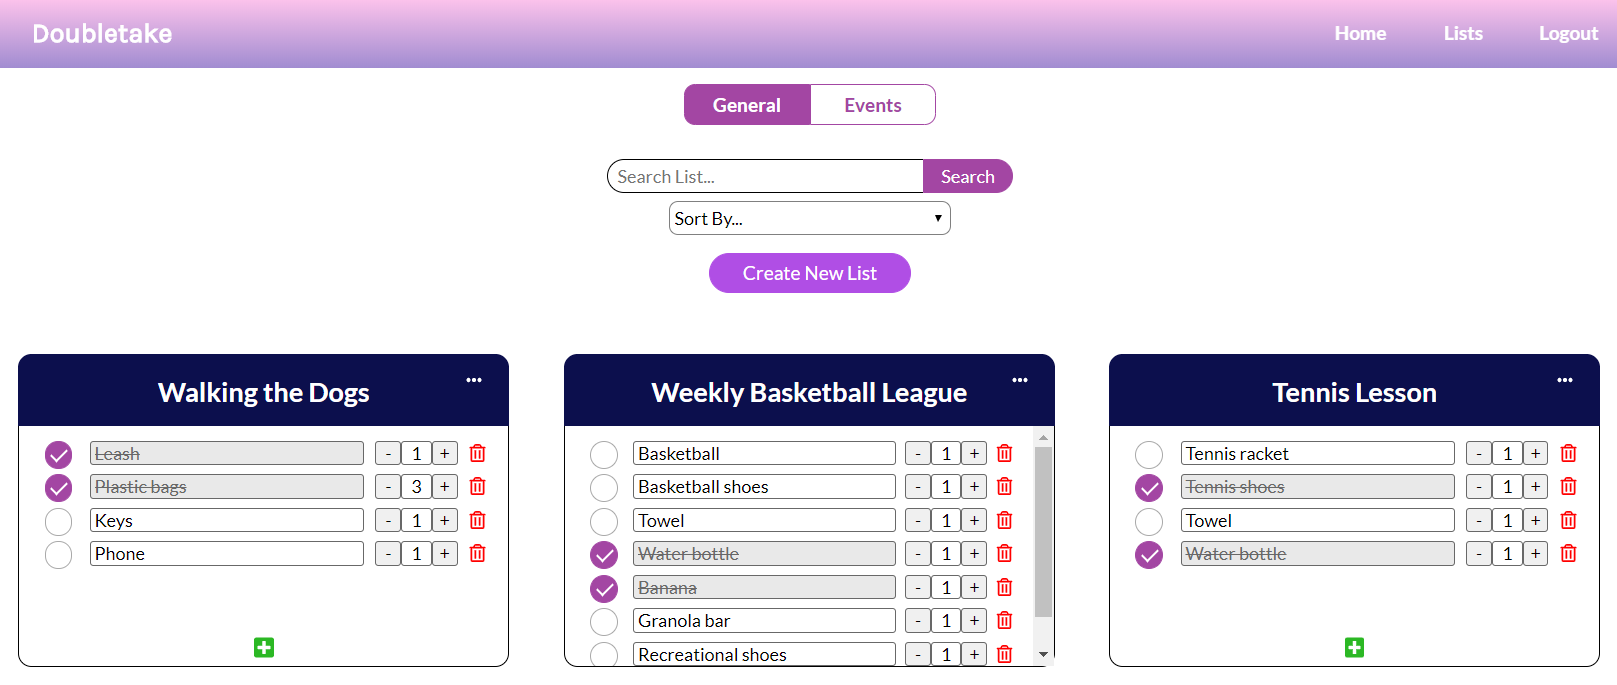 Doubletake Home Lists Logout
General Events
Search List... Search
Sort By...
Create New List
Walking the Dogs
Leash - 1 +
Plastic bags - 3 +
Keys - 1 +
Phone - 1 +
Weekly Basketball League
Basketball - 1 +
Basketball shoes - 1 +
Towel - 1 +
Water bottle - 1 +
Banana - 1 +
Granola bar - 1 +
Recreational shoes - 1 +
Tennis Lesson
Tennis racket - 1 +
Tennis shoes - 1 +
Towel - 1 +
Water bottle - 1 +